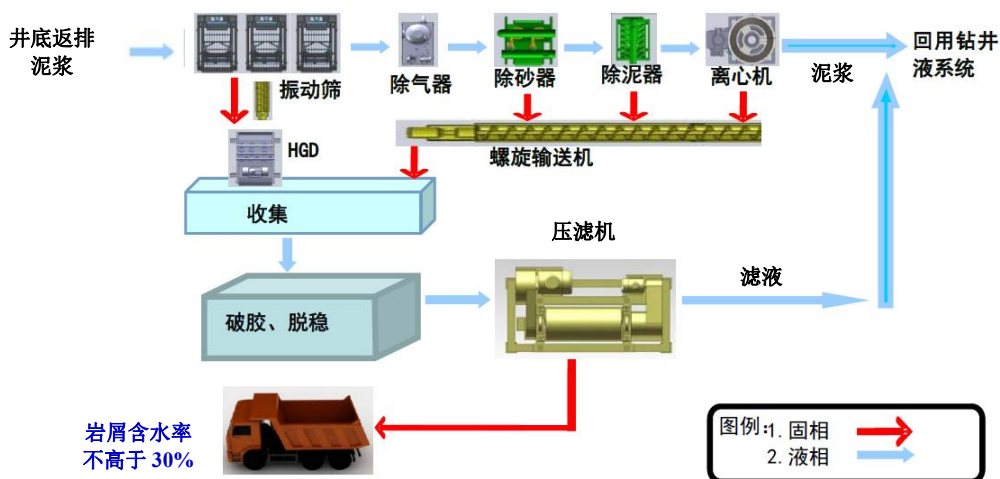 井底返排
泥浆
振动筛
除气器
除砂器
除泥器
离心机
泥浆
回用钻井
液系统
HGD
螺旋输送机
收集
压滤机
破胶、脱稳
滤液
岩屑含水率
不高于 30%
图例:1. 固相
2. 液相